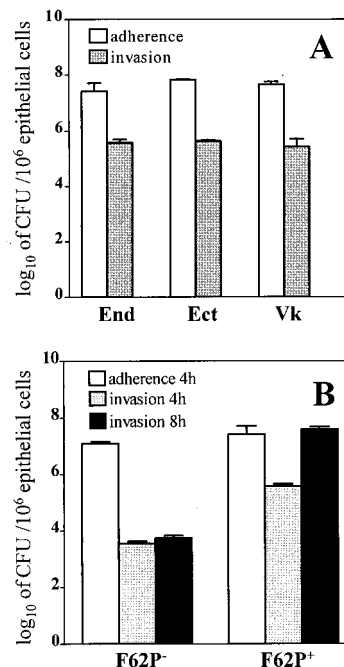 A
adherence
invasion
log₁₀ of CFU /10⁶ epithelial cells
10
8
6
4
2
0
End Ect Vk
B
adherence 4h
invasion 4h
invasion 8h
log₁₀ of CFU /10⁶ epithelial cells
10
8
6
4
2
0
F62P⁻ F62P⁺